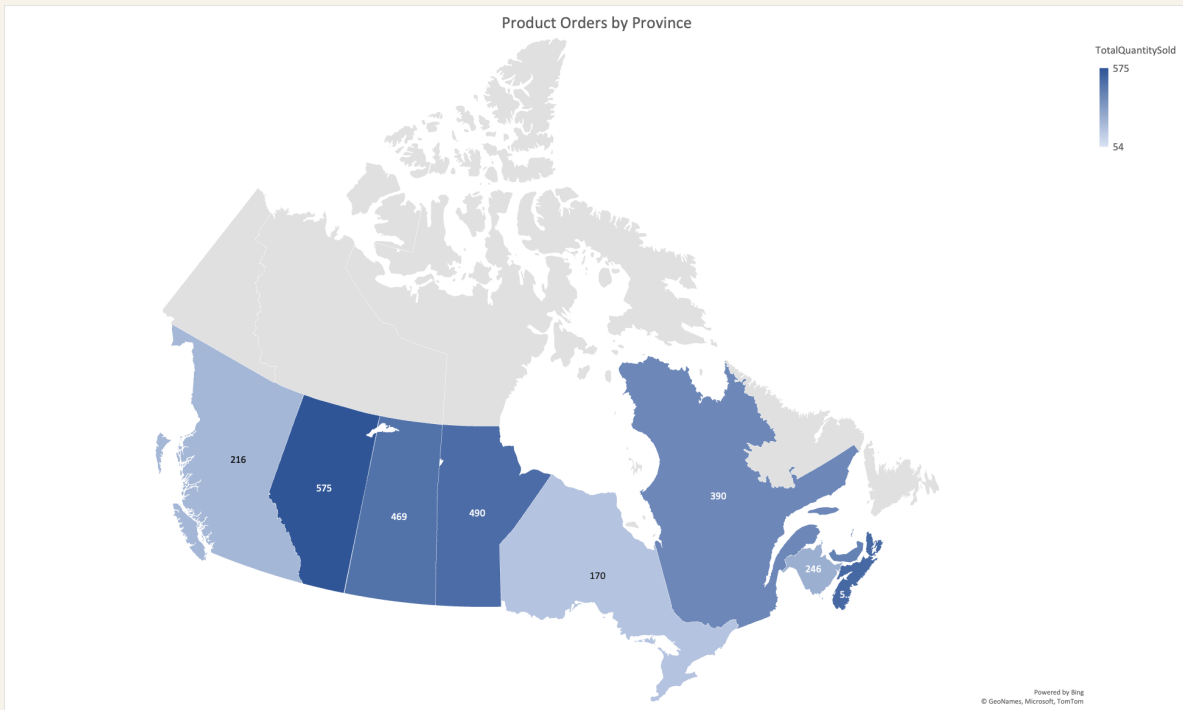 Product Orders by Province
TotalQuantitySold
575
54
216
575
469
490
390
170
246
5..
Powered by Bing
© GeoNames, Microsoft, TomTom